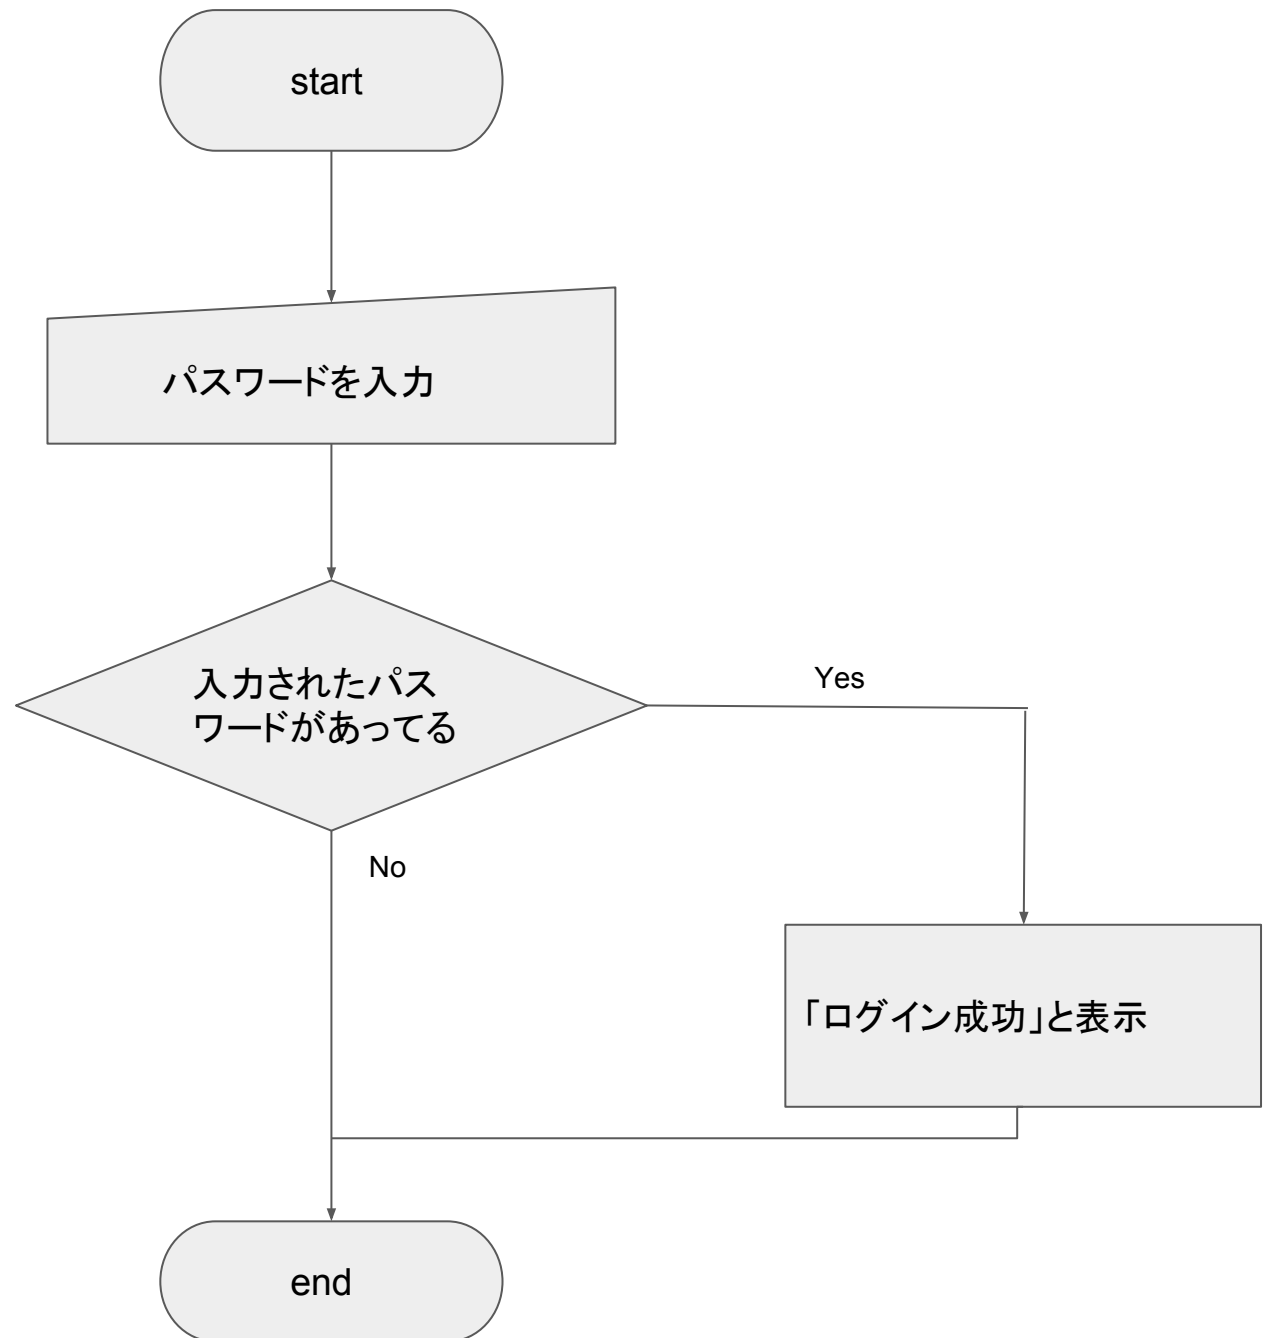 start
パスワードを入力
入力されたパス
ワードがあってる
Yes
No
「ログイン成功」と表示
end